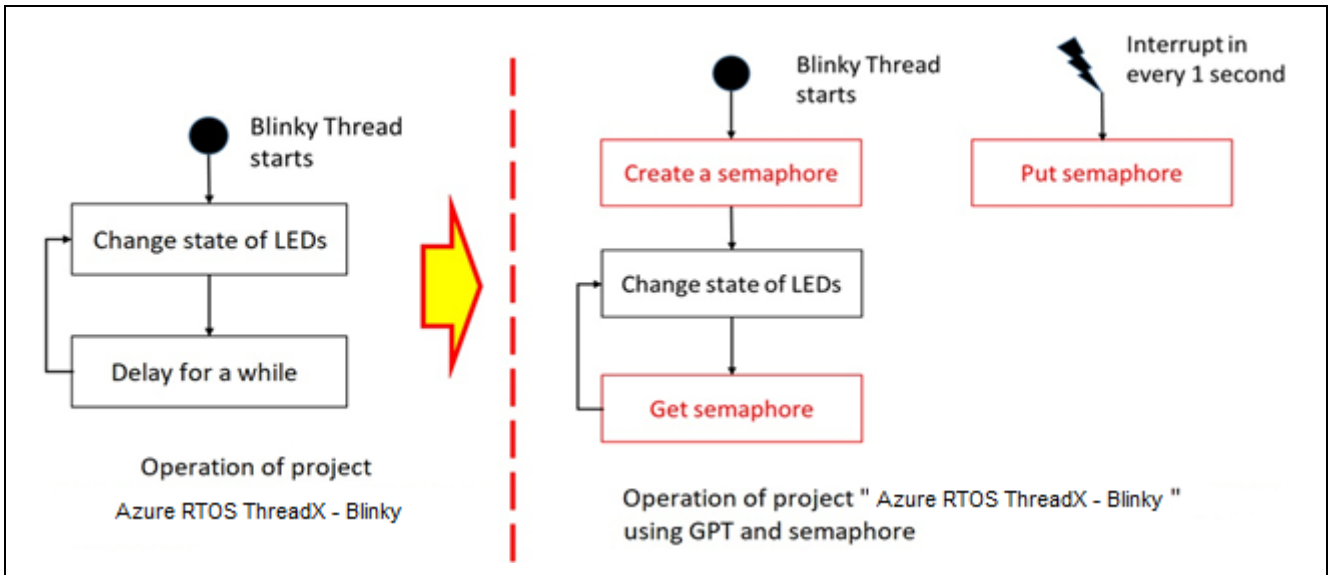 Blinky Thread
starts
Change state of LEDs
Delay for a while
Operation of project
Azure RTOS ThreadX - Blinky
Blinky Thread
starts
Interrupt in
every 1 second
Create a semaphore
Put semaphore
Change state of LEDs
Get semaphore
Operation of project " Azure RTOS ThreadX - Blinky "
using GPT and semaphore